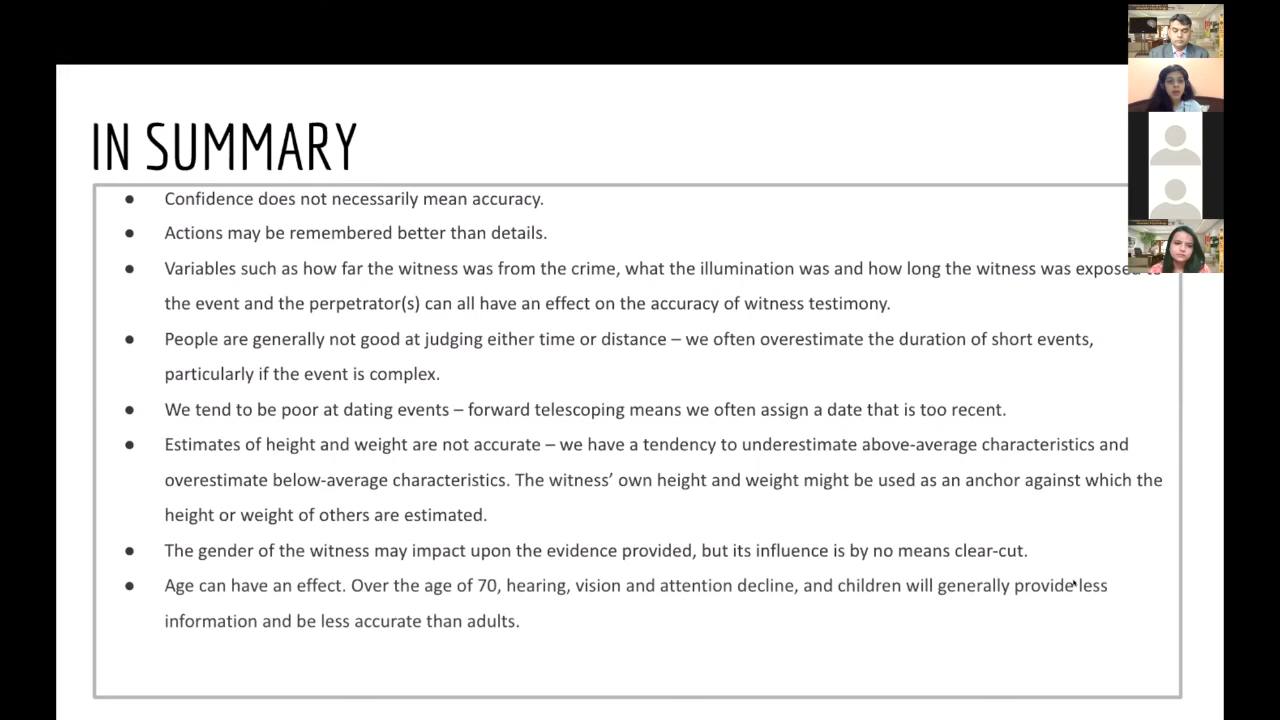 IN SUMMARY
● Confidence does not necessarily mean accuracy.
● Actions may be remembered better than details.
● Variables such as how far the witness was from the crime, what the illumination was and how long the witness was exposed to
the event and the perpetrator(s) can all have an effect on the accuracy of witness testimony.
● People are generally not good at judging either time or distance – we often overestimate the duration of short events,
particularly if the event is complex.
● We tend to be poor at dating events – forward telescoping means we often assign a date that is too recent.
● Estimates of height and weight are not accurate – we have a tendency to underestimate above-average characteristics and
overestimate below-average characteristics. The witness’ own height and weight might be used as an anchor against which the
height or weight of others are estimated.
● The gender of the witness may impact upon the evidence provided, but its influence is by no means clear-cut.
● Age can have an effect. Over the age of 70, hearing, vision and attention decline, and children will generally provide less
information and be less accurate than adults.